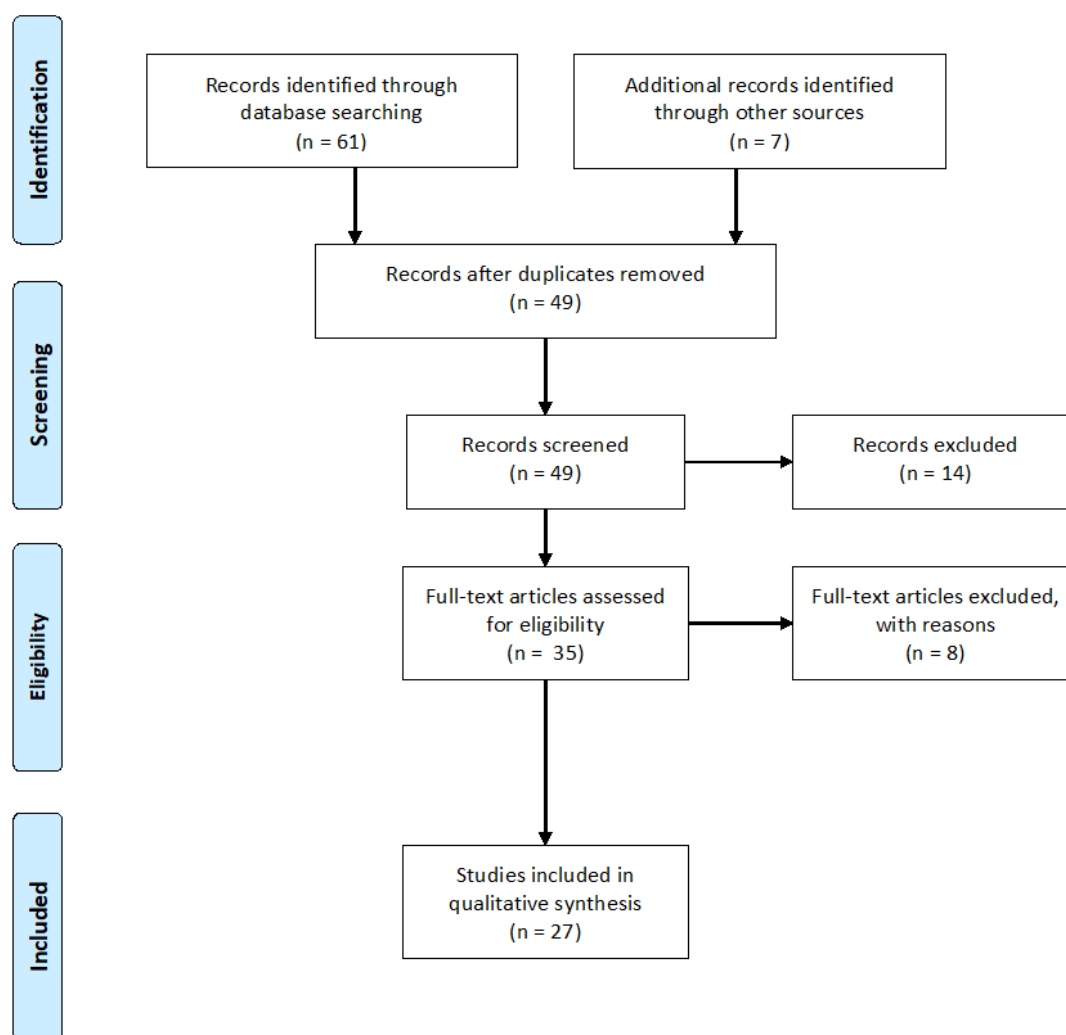 Identification
Records identified through
database searching
(n = 61)
Additional records identified
through other sources
(n = 7)
Records after duplicates removed
(n = 49)
Screening
Records screened
(n = 49)
Records excluded
(n = 14)
Eligibility
Full-text articles assessed
for eligibility
(n = 35)
Full-text articles excluded,
with reasons
(n = 8)
Included
Studies included in
qualitative synthesis
(n = 27)